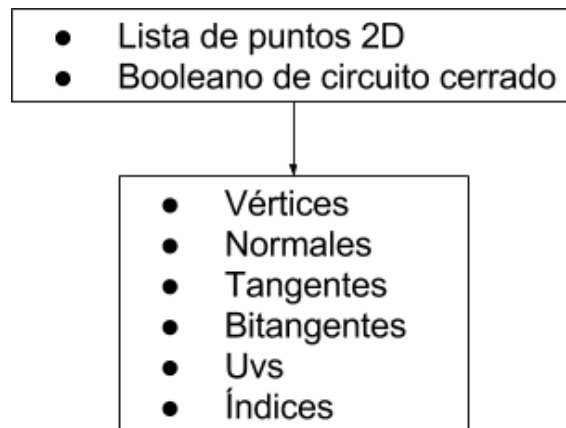 ● Lista de puntos 2D
● Booleano de circuito cerrado
● Vértices
● Normales
● Tangentes
● Bitangentes
● Uvs
● Índices